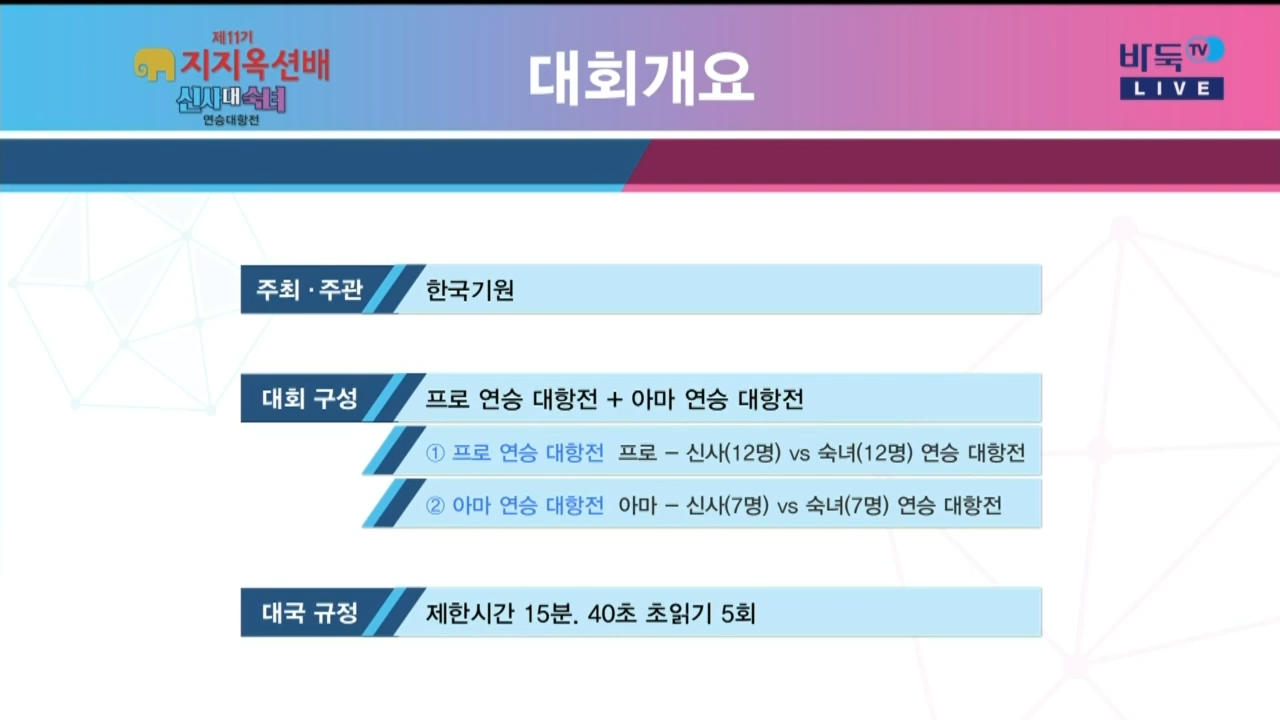 제11기
지지옥션배
신사대숙녀
연승대항전
대회개요
바둑TV
LIVE
주최·주관 한국기원
대회 구성 프로 연승 대항전 + 아마 연승 대항전
① 프로 연승 대항전 프로 - 신사(12명) vs 숙녀(12명) 연승 대항전
② 아마 연승 대항전 아마 - 신사(7명) vs 숙녀(7명) 연승 대항전
대국 규정 제한시간 15분. 40초 초읽기 5회